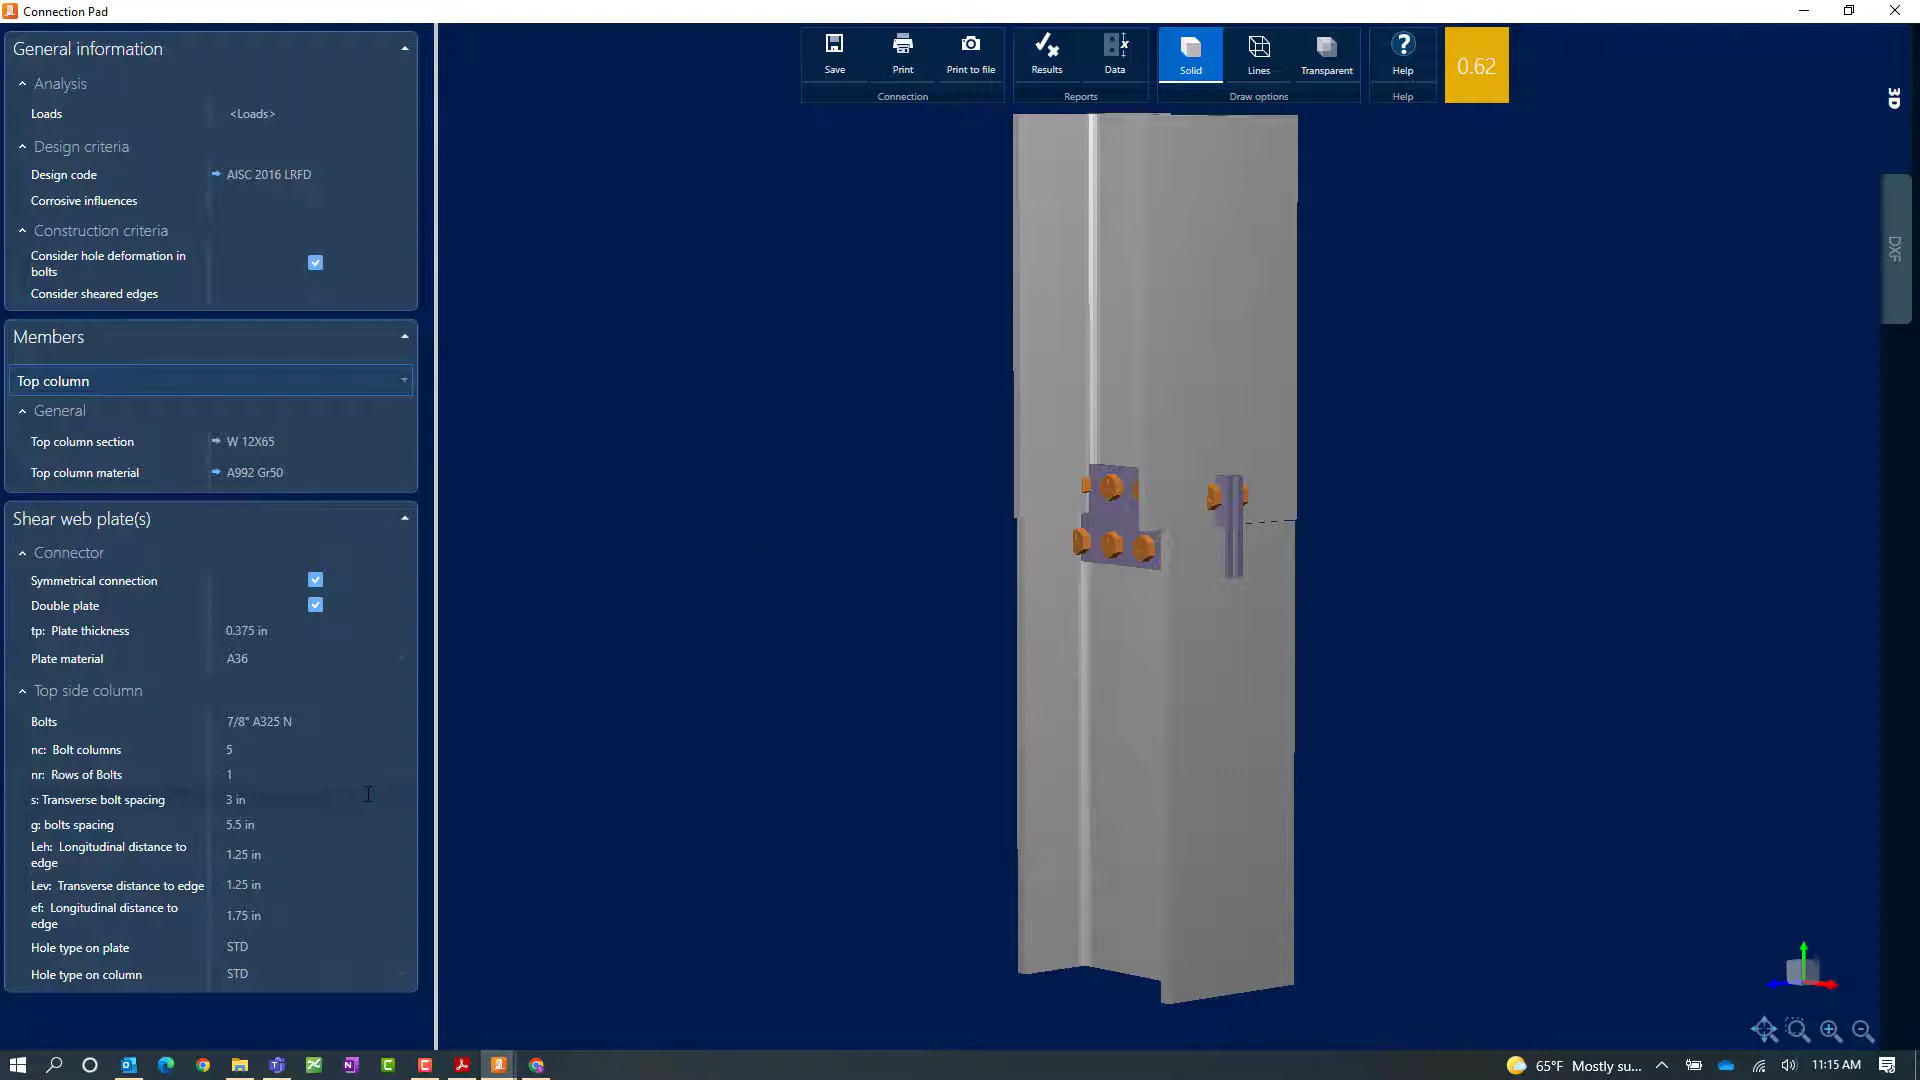 Connection Pad
General information
Analysis
Loads <Loads>
Design criteria
Design code AISC 2016 LRFD
Corrosive influences
Construction criteria
Consider hole deformation in
bolts
Consider sheared edges
Members
Top column
General
Top column section W 12X65
Top column material A992 Gr50
Shear web plate(s)
Connector
Symmetrical connection
Double plate
tp: Plate thickness 0.375 in
Plate material A36
Top side column
Bolts 7/8" A325 N
nc: Bolt columns 5
nr: Rows of Bolts 1
s: Transverse bolt spacing 3 in
g: bolts spacing 5.5 in
Leh: Longitudinal distance to
edge 1.25 in
Lev: Transverse distance to edge 1.25 in
ef: Longitudinal distance to
edge 1.75 in
Hole type on plate STD
Hole type on column STD
Save Print Print to file
Connection
Results Data
Reports
Solid Lines Transparent
Draw options
Help
Help
0.62
3D
DXF
65°F Mostly su... 11:15 AM